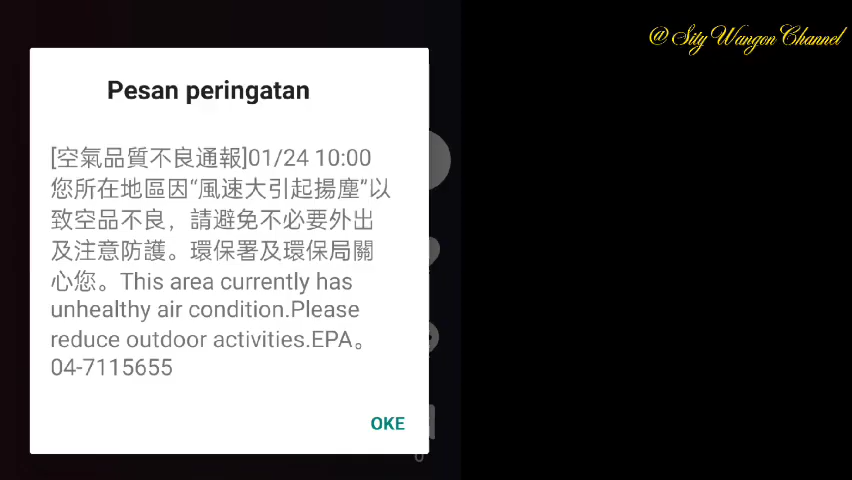 @ Sity Wangon Channel
Pesan peringatan
[空氣品質不良通報]01/24 10:00
您所在地區因“風速大引起揚塵”以
致空品不良，請避免不必要外出
及注意防護。環保署及環保局關
心您。This area currently has
unhealthy air condition.Please
reduce outdoor activities.EPA。
04-7115655
OKE
0